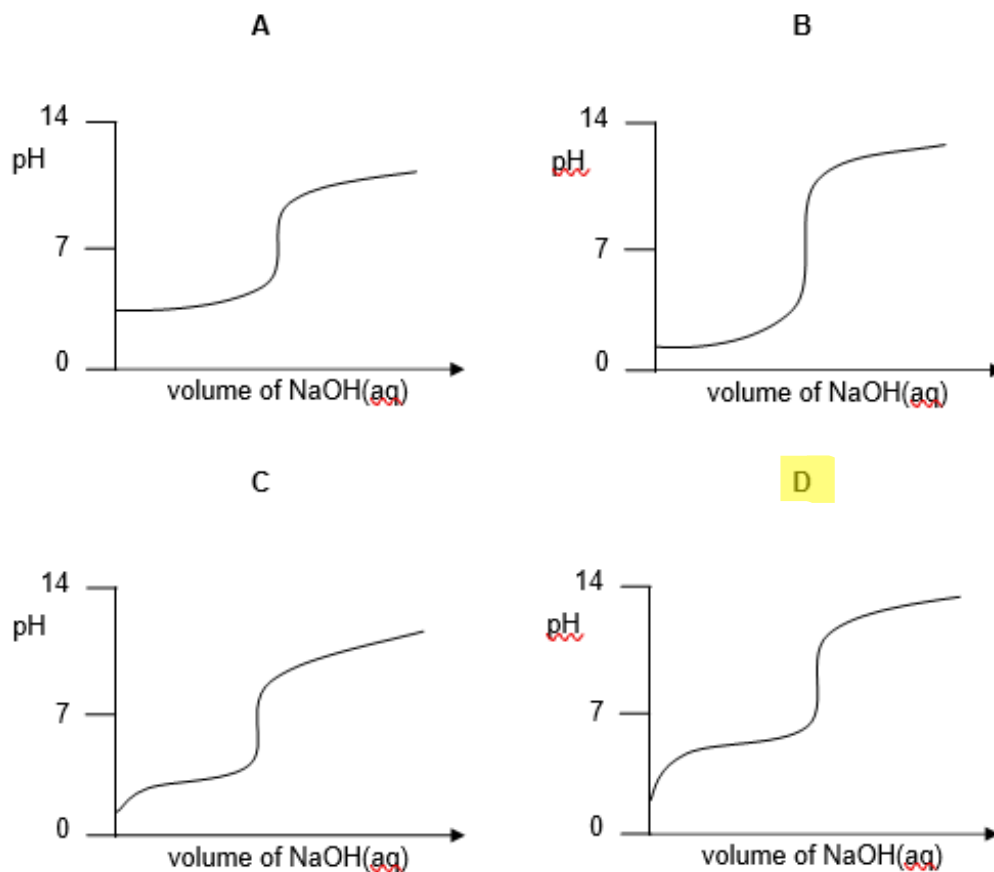 A
14
pH
7
0
volume of NaOH(aq)
B
14
pH
7
0
volume of NaOH(aq)
C
14
pH
7
0
volume of NaOH(aq)
D
14
pH
7
0
volume of NaOH(aq)